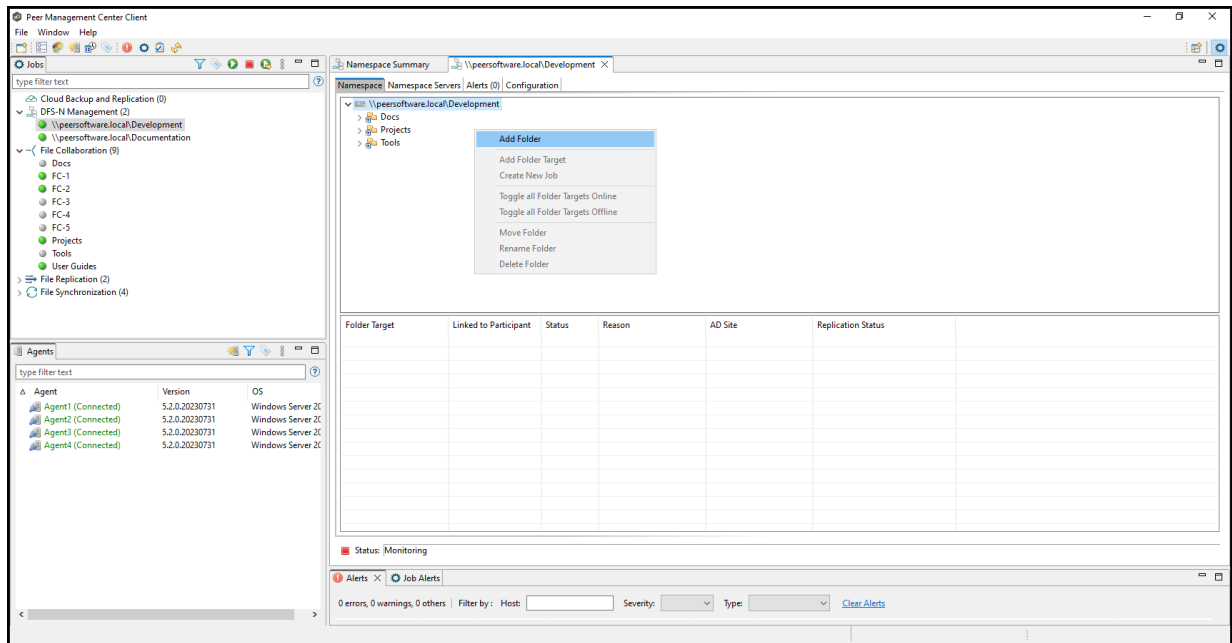 Peer Management Center Client
File Window Help
Jobs
type filter text
Cloud Backup and Replication (0)
DFS-N Management (2)
\\peersoftware.local\Development
\\peersoftware.local\Documentation
File Collaboration (9)
Docs
FC-1
FC-2
FC-3
FC-4
FC-5
Projects
Tools
User Guides
File Replication (2)
File Synchronization (4)
Agents
type filter text
Agent Version OS
Agent1 (Connected) 5.2.0.20230731 Windows Server 20
Agent2 (Connected) 5.2.0.20230731 Windows Server 20
Agent3 (Connected) 5.2.0.20230731 Windows Server 20
Agent4 (Connected) 5.2.0.20230731 Windows Server 20
Namespace Summary \\peersoftware.local\Development
Namespace Namespace Servers Alerts (0) Configuration
\\peersoftware.local\Development
Docs
Projects
Tools
Add Folder
Add Folder Target
Create New Job
Toggle all Folder Targets Online
Toggle all Folder Targets Offline
Move Folder
Rename Folder
Delete Folder
Folder Target Linked to Participant Status Reason AD Site Replication Status
Status: Monitoring
Alerts Job Alerts
0 errors, 0 warnings, 0 others Filter by : Host: Severity: Type: Clear Alerts